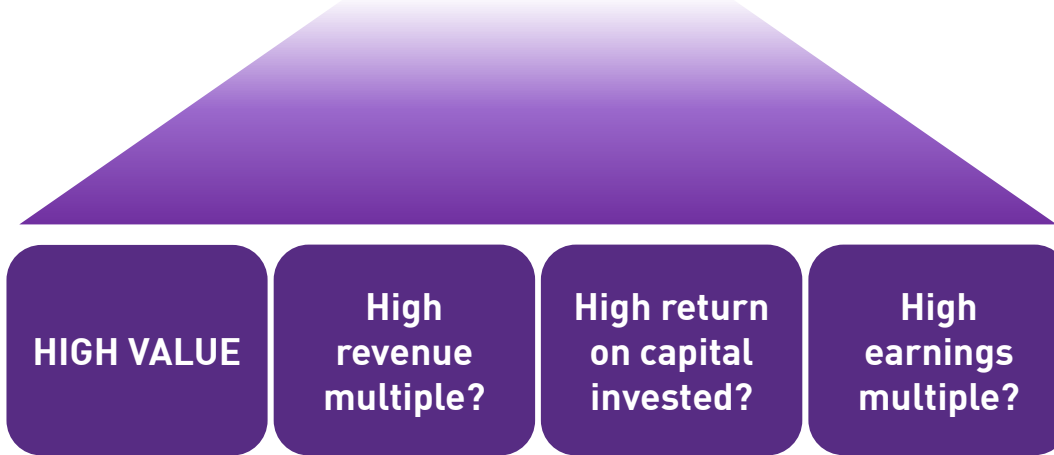 HIGH VALUE
High
revenue
multiple?
High return
on capital
invested?
High
earnings
multiple?